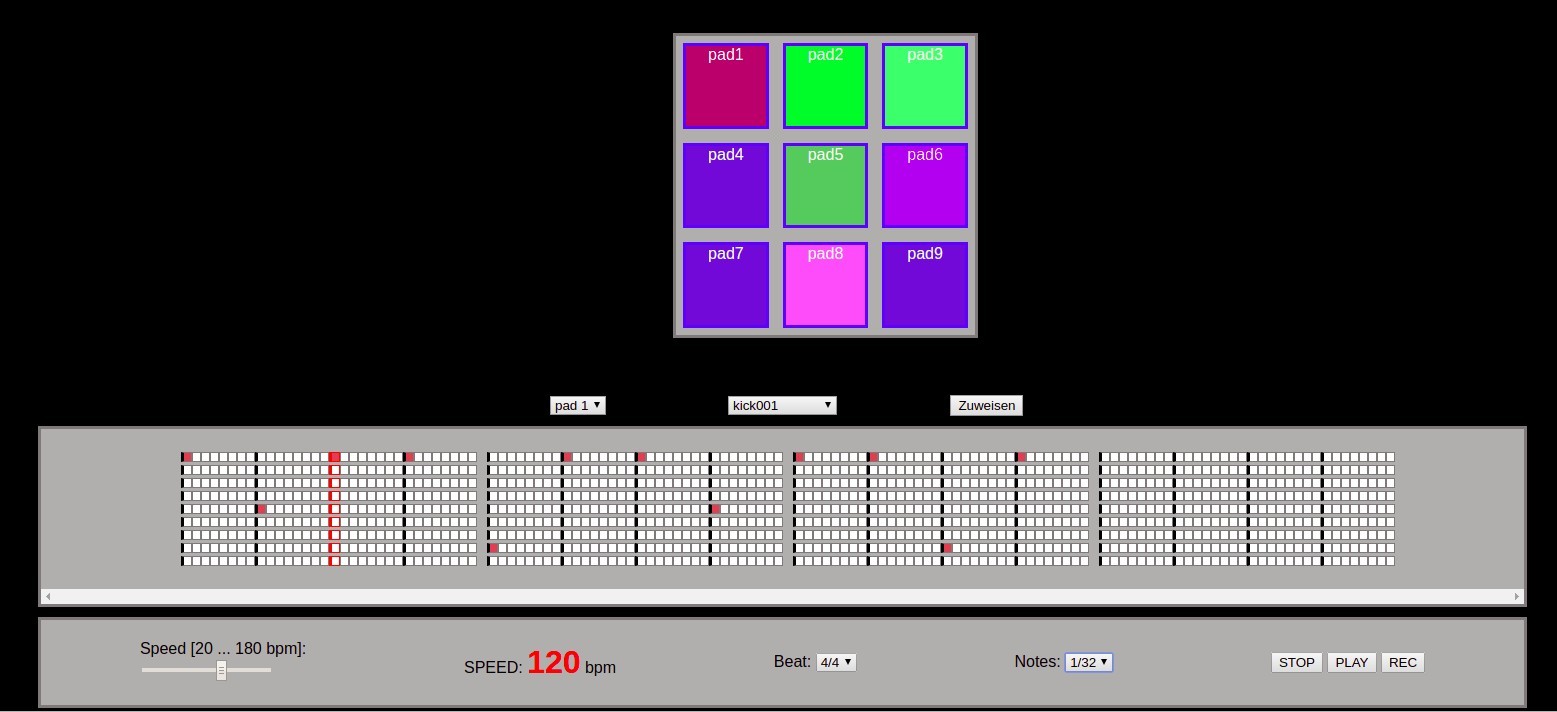 pad1 pad2 pad3
pad4 pad5 pad6
pad7 pad8 pad9
pad 1 kick001 Zuweisen
Speed [20 ... 180 bpm]:
SPEED: 120 bpm Beat: 4/4 Notes: 1/32 STOP PLAY REC